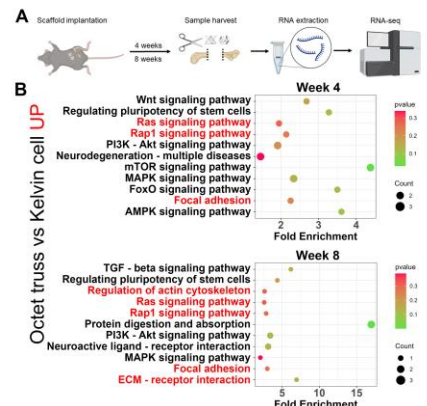 A
Scaffold implantation
Sample harvest
RNA extraction
RNA-seq
4 weeks
8 weeks
B
Octet truss vs Kelvin cell UP
Week 4
Wnt signaling pathway
Regulating pluripotency of stem cells
Ras signaling pathway
Rap1 signaling pathway
PI3K - Akt signaling pathway
Neurodegeneration - multiple diseases
mTOR signaling pathway
MAPK signaling pathway
FoxO signaling pathway
Focal adhesion
AMPK signaling pathway
2 3 4
Fold Enrichment
pvalue
0.3
0.2
0.1
Count
2
3
Week 8
TGF - beta signaling pathway
Regulating pluripotency of stem cells
Regulation of actin cytoskeleton
Ras signaling pathway
Rap1 signaling pathway
Protein digestion and absorption
PI3K - Akt signaling pathway
Neuroactive ligand - receptor interaction
MAPK signaling pathway
Focal adhesion
ECM - receptor interaction
5 10 15
Fold Enrichment
pvalue
0.3
0.2
0.1
Count
1
2
3